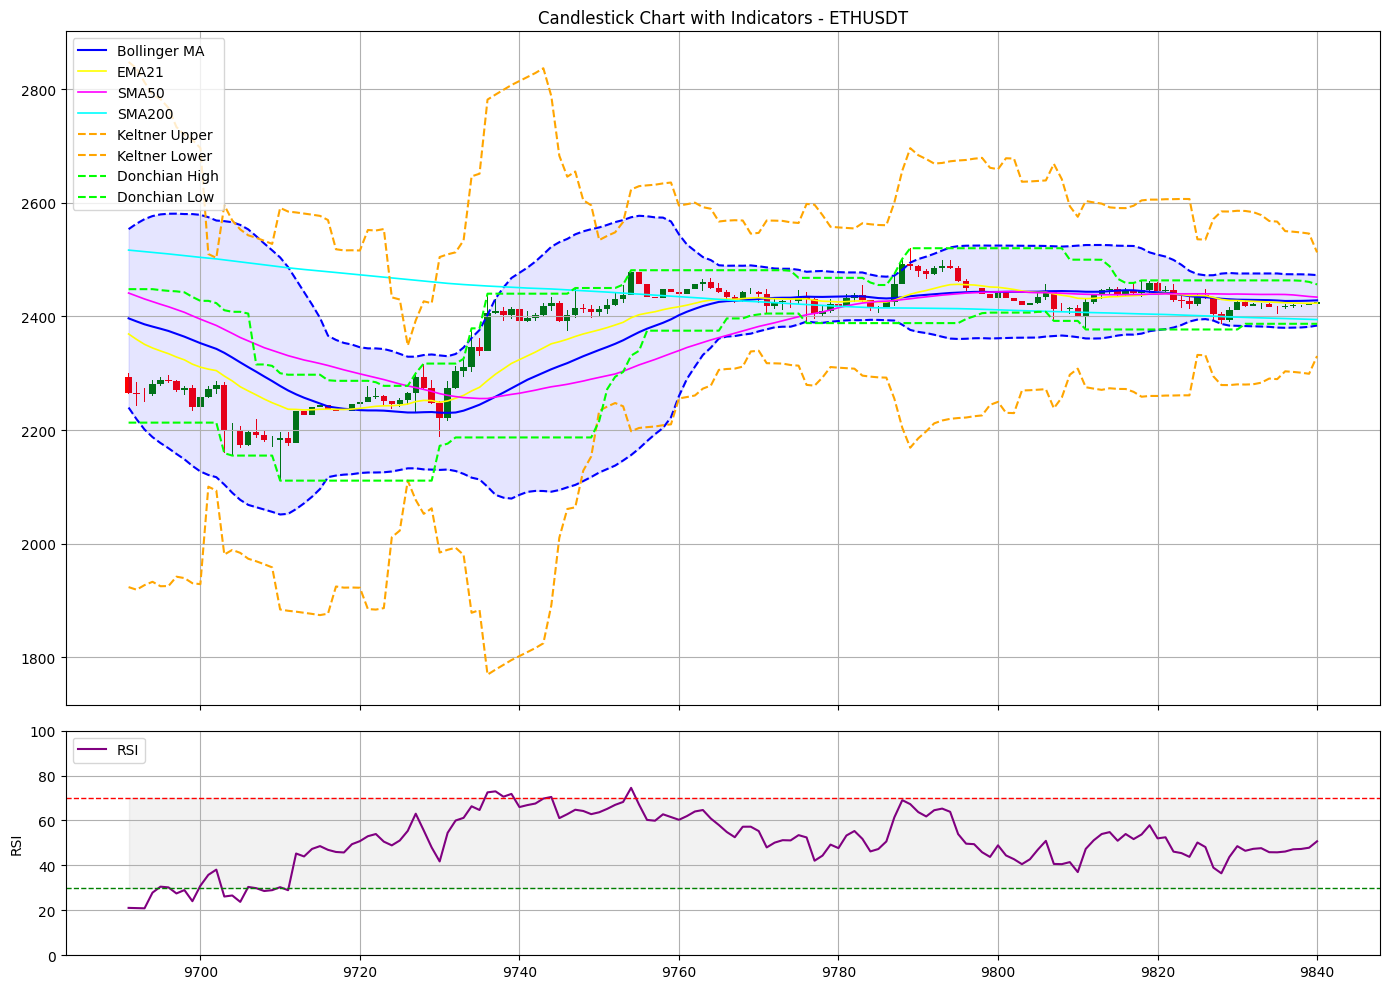 Candlestick Chart with Indicators - ETHUSDT
Bollinger MA
EMA21
SMA50
SMA200
Keltner Upper
Keltner Lower
Donchian High
Donchian Low
2800
2600
2400
2200
2000
1800
RSI
RSI
100
80
60
40
20
0
9700 9720 9740 9760 9780 9800 9820 9840